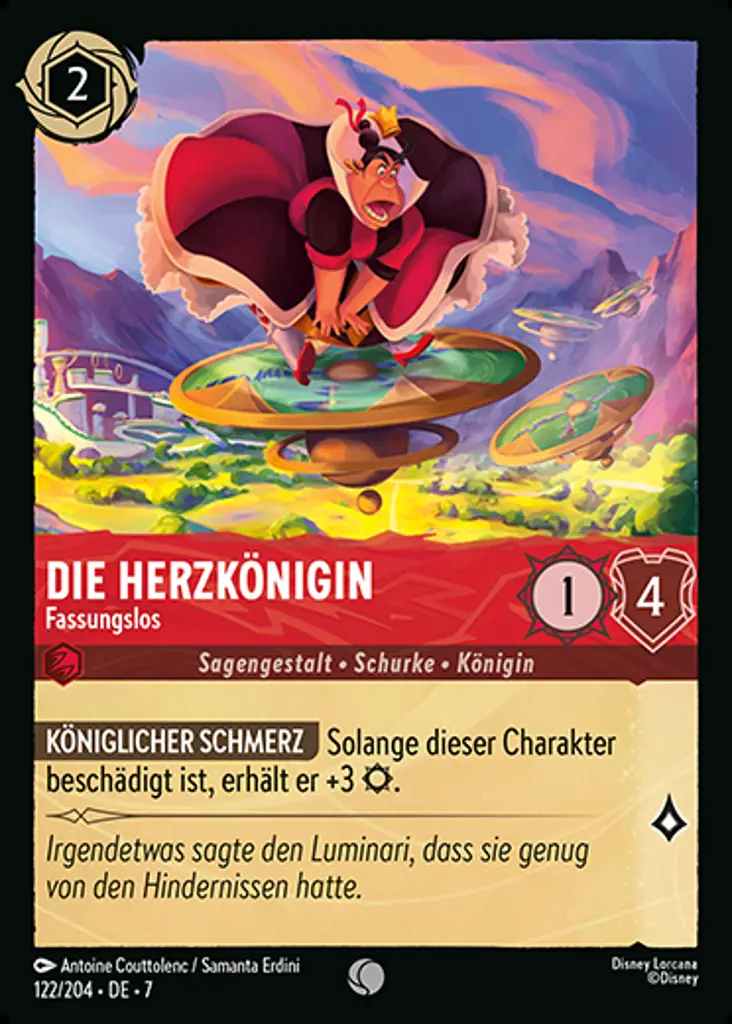 2
DIE HERZKÖNIGIN
Fassungslos
1
4
Sagengestalt • Schurke • Königin
KÖNIGLICHER SCHMERZ Solange dieser Charakter
beschädigt ist, erhält er +3 .
Irgendetwas sagte den Luminari, dass sie genug
von den Hindernissen hatte.
Antoine Couttolenc / Samanta Erdini
Disney Lorcana
122/204 • DE • 7
©Disney